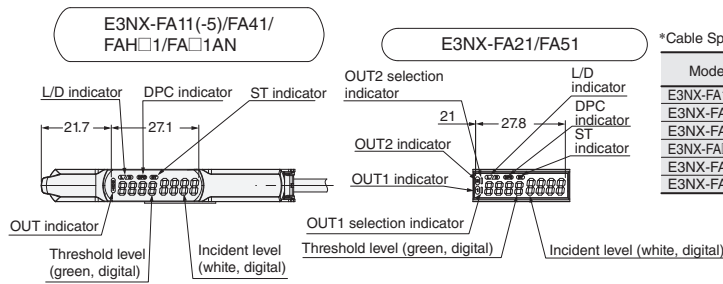 E3NX-FA11(-5)/FA41/
FAH□1/FA□1AN
L/D indicator
DPC indicator
ST indicator
21.7
27.1
OUT indicator
Threshold level
(green, digital)
Incident level
(white, digital)
E3NX-FA21/FA51
OUT2 selection
indicator
L/D
indicator
DPC
indicator
ST
indicator
21
27.8
OUT2 indicator
OUT1 indicator
OUT1 selection indicator
Threshold level (green, digital)
Incident level (white, digital)
*Cable Sp
Mode
E3NX-FA
E3NX-FA
E3NX-FA
E3NX-FA
E3NX-FA
E3NX-FA